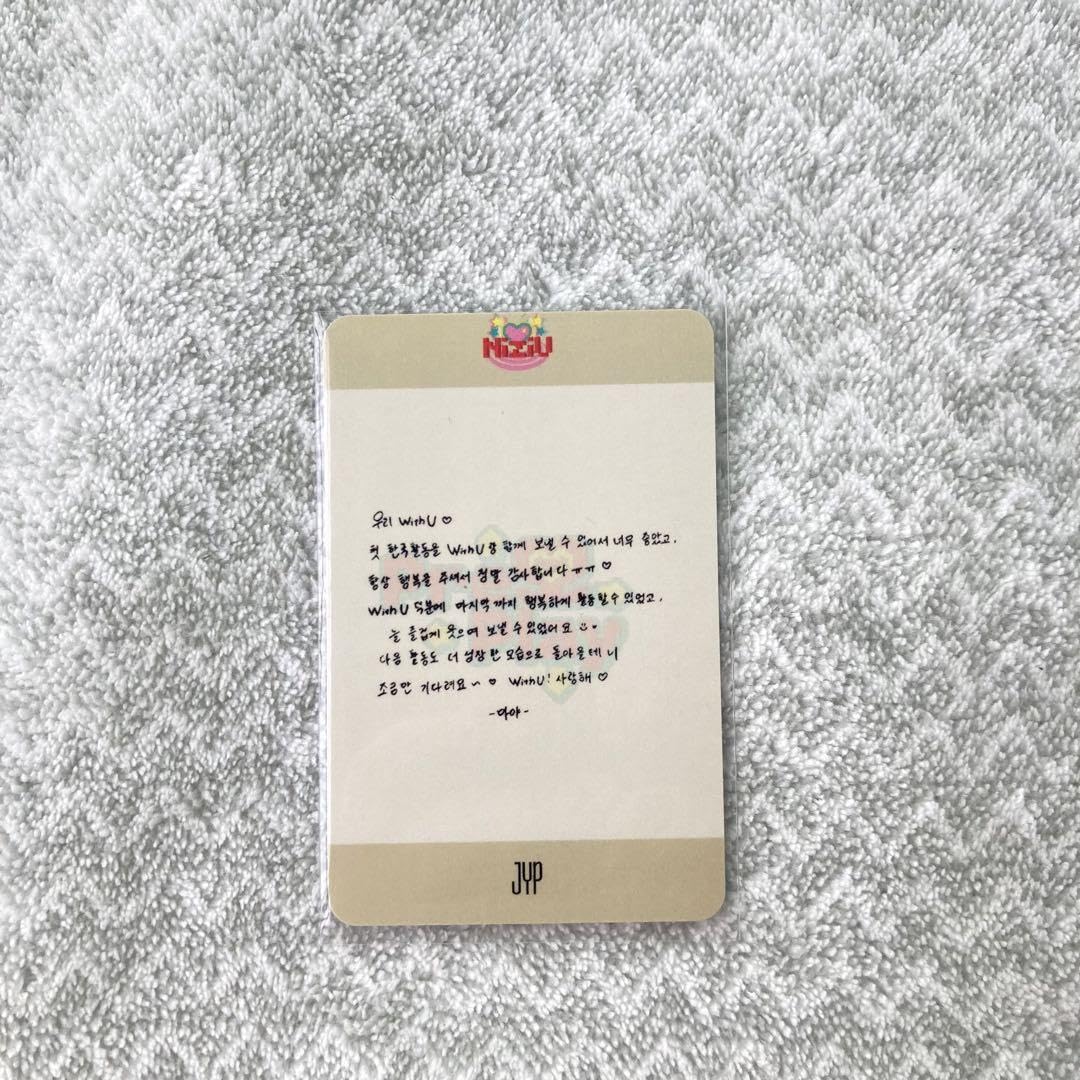 NiziU
우리 WithU ♡
첫 한국활동을 WithU랑 함께 보낼 수 있어서 너무 좋았고,
항상 행복을 주셔서 정말 감사합니다 ㅠㅠ ♡
WithU 덕분에 마지막까지 행복하게 활동할 수 있었고,
늘 즐겁게 웃으며 보낼 수 있었어요
다음 활동도 더 성장한 모습으로 돌아올테니
조금만 기다려요~ ♡ WithU! 사랑해 ♡
-마야-
JYP